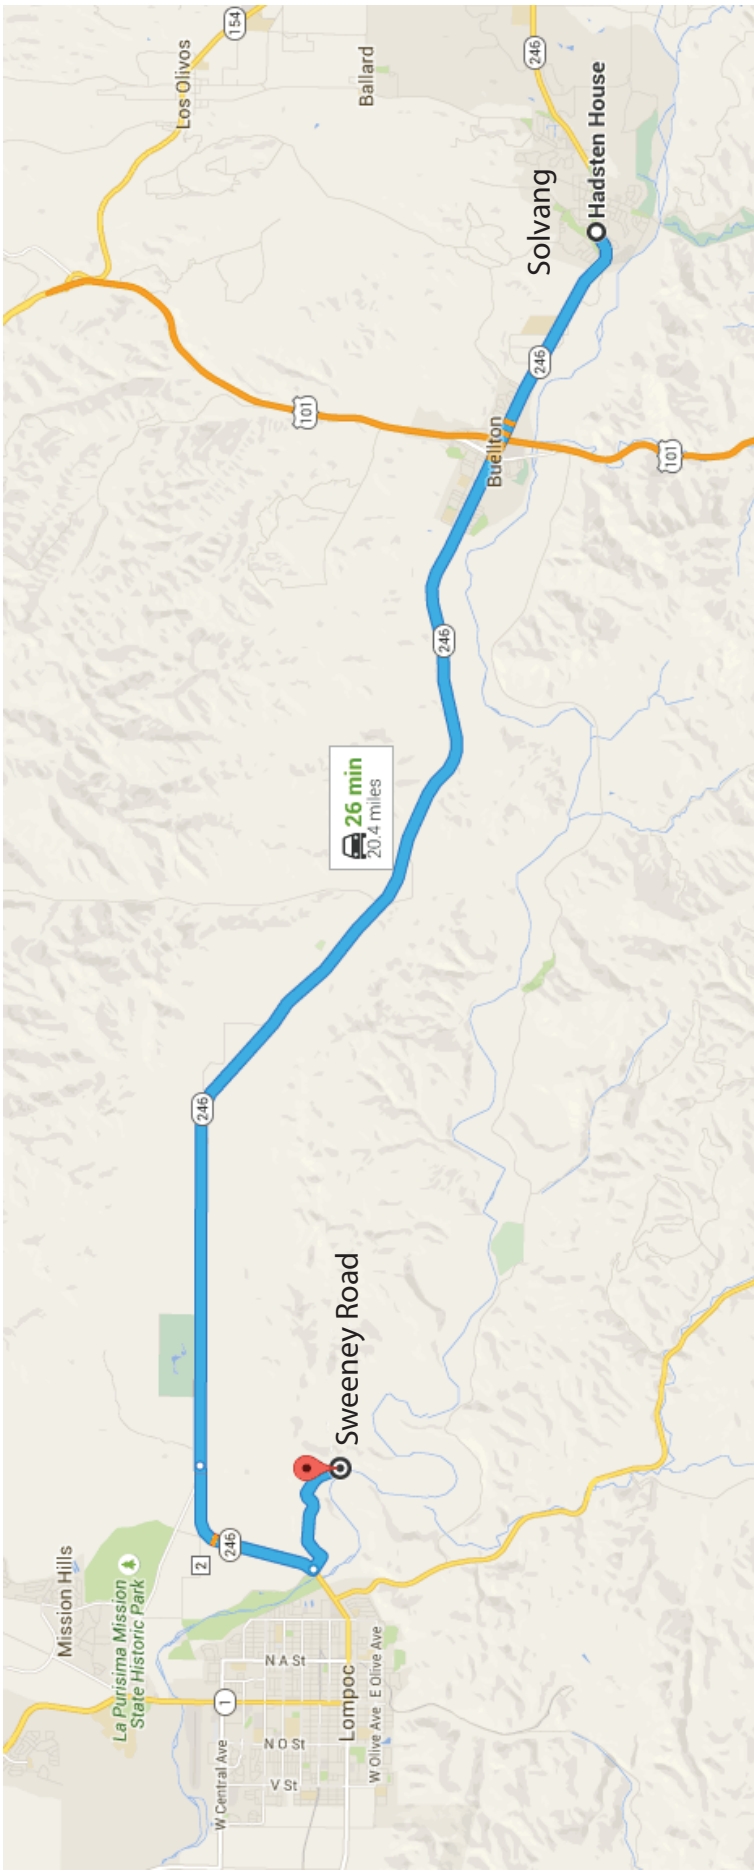 Mission Hills
La Purisima Mission
State Historic Park
Los Olivos
2
246
W Central Ave
1
246
154
V St
N O St
N A St
101
26 min
20.4 miles
Lompoc
Sweeney Road
Ballard
W Olive Ave
E Olive Ave
246
Buellton
246
Solvang
246
Hadsten House
101